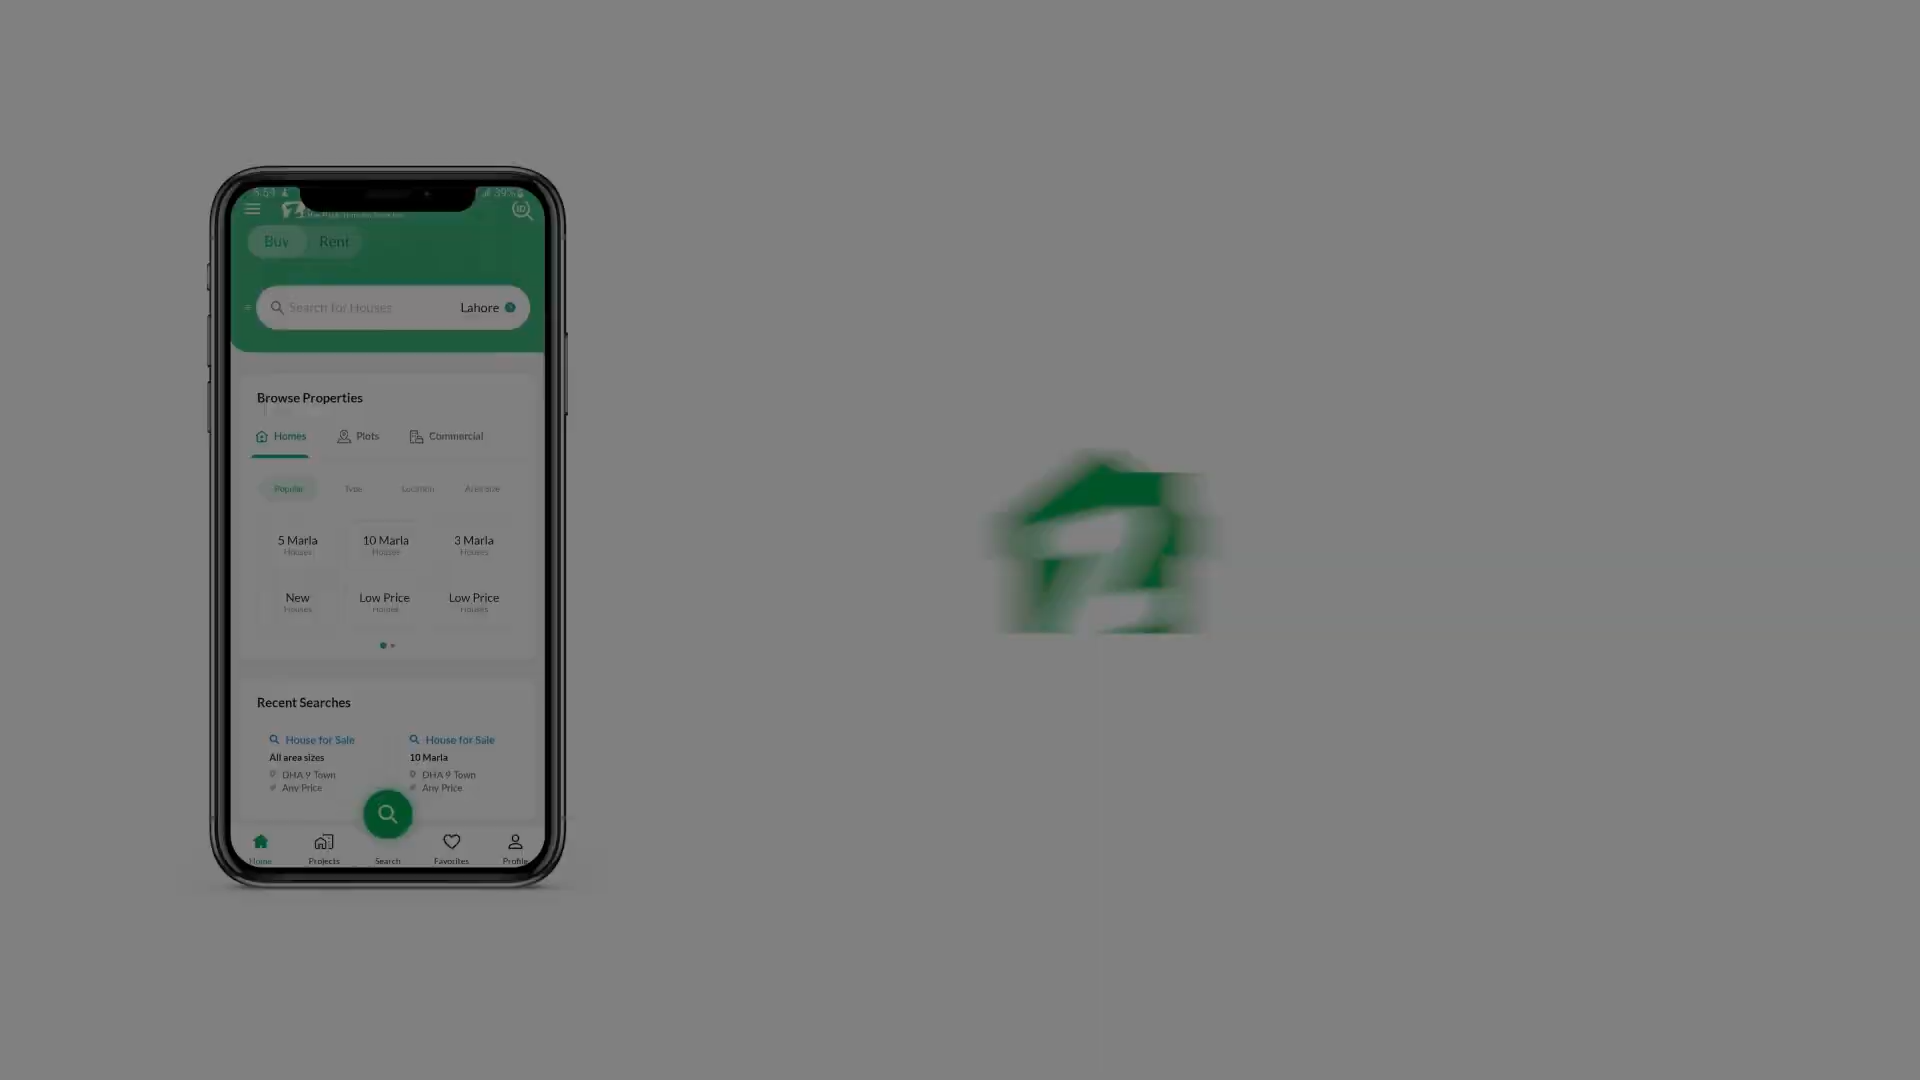 39%
Buy Rent
Search for Houses Lahore
Browse Properties
Homes Plots Commercial
Popular Type Location Area Size
5 Marla 10 Marla 3 Marla
Houses Houses Houses
New Low Price Low Price
Houses Houses Houses
Recent Searches
House for Sale House for Sale
All area sizes 10 Marla
DHA 9 Town DHA 9 Town
Any Price Any Price
Home Projects Search Favorites Profile